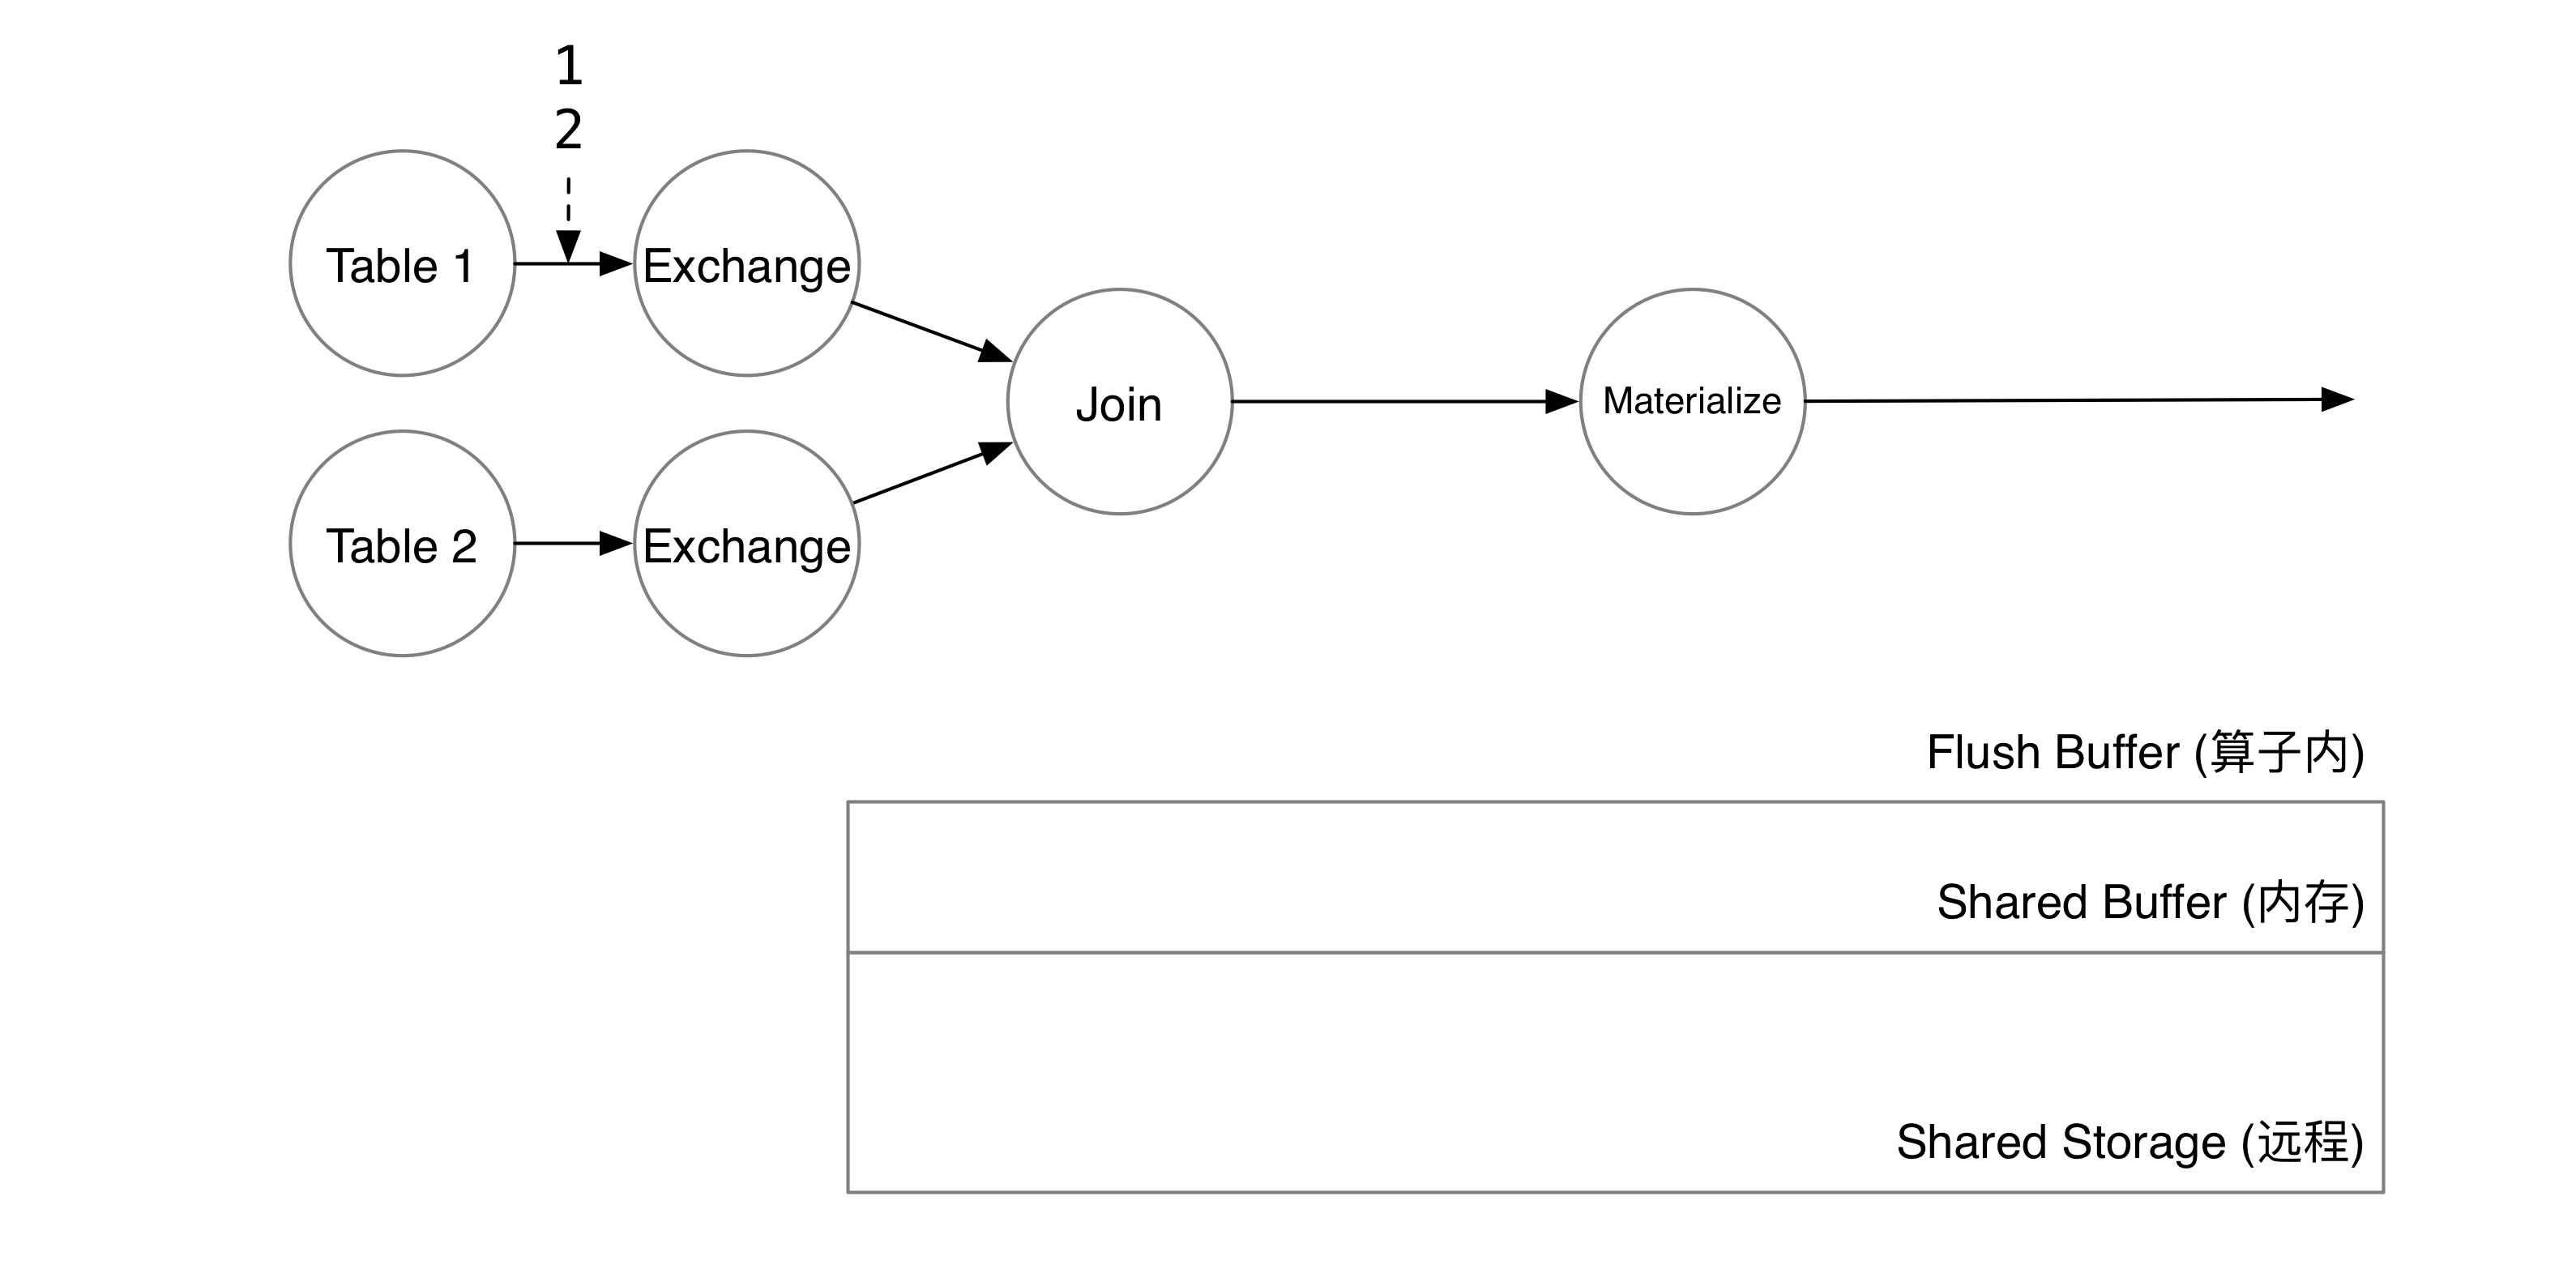 1
2
Table 1
Exchange
Join
Materialize
Table 2
Exchange
Flush Buffer (算子内)
Shared Buffer (内存)
Shared Storage (远程)